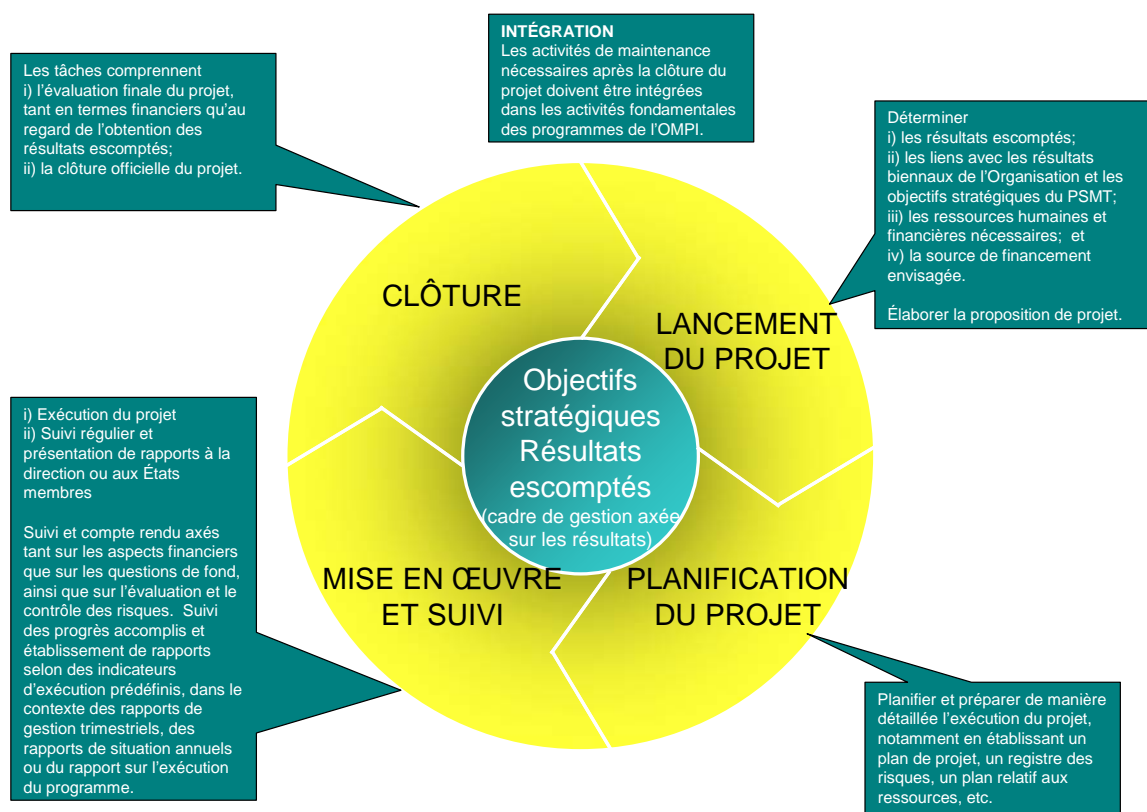 INTÉGRATION
Les activités de maintenance
nécessaires après la clôture du
projet doivent être intégrées
dans les activités fondamentales
des programmes de l’OMPI.
Les tâches comprennent
i) l’évaluation finale du projet,
tant en termes financiers qu’au
regard de l’obtention des
résultats escomptés;
ii) la clôture officielle du projet.
Déterminer
i) les résultats escomptés;
ii) les liens avec les résultats
biennaux de l’Organisation et les
objectifs stratégiques du PSMT;
iii) les ressources humaines et
financières nécessaires; et
iv) la source de financement
envisagée.
Élaborer la proposition de projet.
CLÔTURE
LANCEMENT
DU PROJET
Objectifs
stratégiques
Résultats
escomptés
(cadre de gestion axée
sur les résultats)
MISE EN ŒUVRE
ET SUIVI
PLANIFICATION
DU PROJET
i) Exécution du projet
ii) Suivi régulier et
présentation de rapports à la
direction ou aux États
membres
Suivi et compte rendu axés
tant sur les aspects financiers
que sur les questions de fond,
ainsi que sur l’évaluation et le
contrôle des risques. Suivi
des progrès accomplis et
établissement de rapports
selon des indicateurs
d’exécution prédéfinis, dans le
contexte des rapports de
gestion trimestriels, des
rapports de situation annuels
ou du rapport sur l’exécution
du programme.
Planifier et préparer de manière
détaillée l’exécution du projet,
notamment en établissant un
plan de projet, un registre des
risques, un plan relatif aux
ressources, etc.